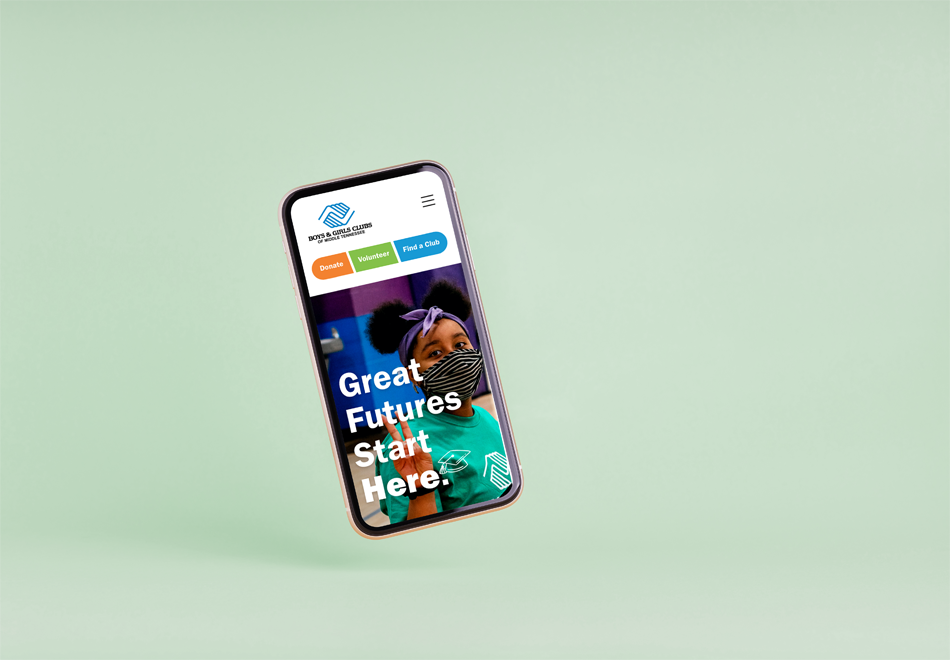 BOYS & GIRLS CLUBS
OF MIDDLE TENNESSEE
Donate Volunteer Find a Club
Great
Futures
Start
Here.